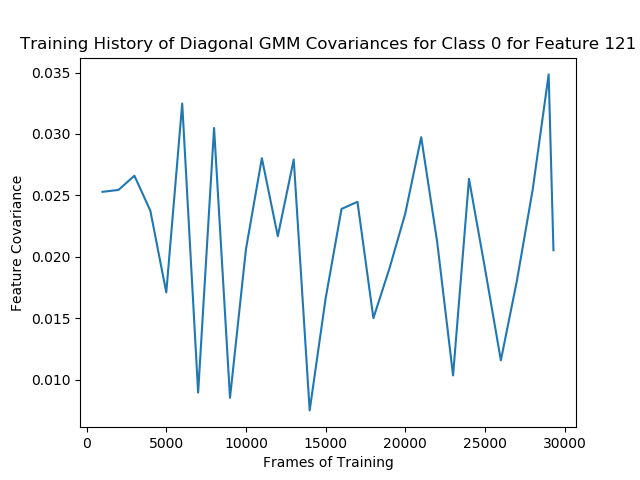 Training History of Diagonal GMM Covariances for Class 0 for Feature 121
0.035
0.030
0.025
0.020
0.015
0.010
Feature Covariance
0 5000 10000 15000 20000 25000 30000
Frames of Training